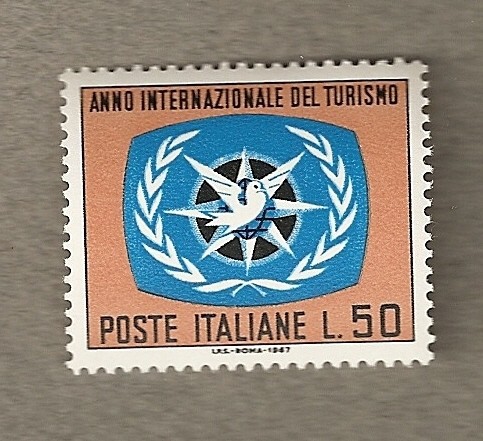 ANNO INTERNAZIONALE DEL TURISMO
POSTE ITALIANE L. 50
I.P.S.-ROMA-1967